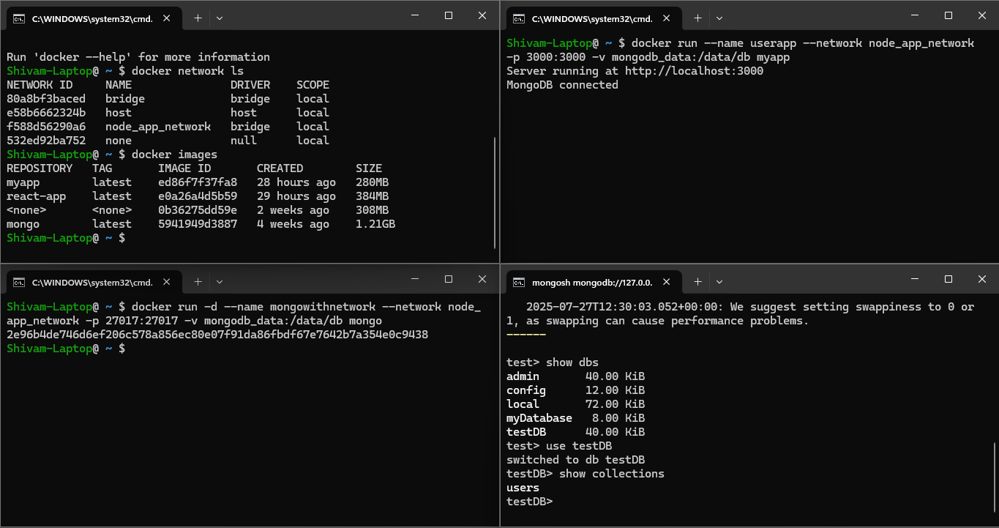 C:\WINDOWS\system32\cmd.
Run 'docker --help' for more information
Shivam-Laptop@ ~ $ docker network ls
NETWORK ID     NAME               DRIVER    SCOPE
80a8bf3baced   bridge             bridge    local
e58b6662324b   host               host      local
f588d56290a6   node_app_network   bridge    local
532ed92ba752   none               null      local
Shivam-Laptop@ ~ $ docker images
REPOSITORY   TAG       IMAGE ID       CREATED        SIZE
myapp        latest    ed86f7f37fa8   28 hours ago   280MB
react-app    latest    e0a26a4d5b59   29 hours ago   384MB
<none>       <none>    0b36275dd59e   2 weeks ago    308MB
mongo        latest    5941949d3887   4 weeks ago    1.21GB
Shivam-Laptop@ ~ $
C:\WINDOWS\system32\cmd.
Shivam-Laptop@ ~ $ docker run --name userapp --network node_app_network
-p 3000:3000 -v mongodb_data:/data/db myapp
Server running at http://localhost:3000
MongoDB connected
C:\WINDOWS\system32\cmd.
Shivam-Laptop@ ~ $ docker run -d --name mongowithnetwork --network node_
app_network -p 27017:27017 -v mongodb_data:/data/db mongo
2e96b4de746d6ef206c578a856ec80e07f91da86fbdf67e7642b7a354e0c9438
Shivam-Laptop@ ~ $
mongosh mongodb://127.0.0.
2025-07-27T12:30:03.052+00:00: We suggest setting swappiness to 0 or
1, as swapping can cause performance problems.
------
test> show dbs
admin       40.00 KiB
config      12.00 KiB
local       72.00 KiB
myDatabase   8.00 KiB
testDB      40.00 KiB
test> use testDB
switched to db testDB
testDB> show collections
users
testDB>